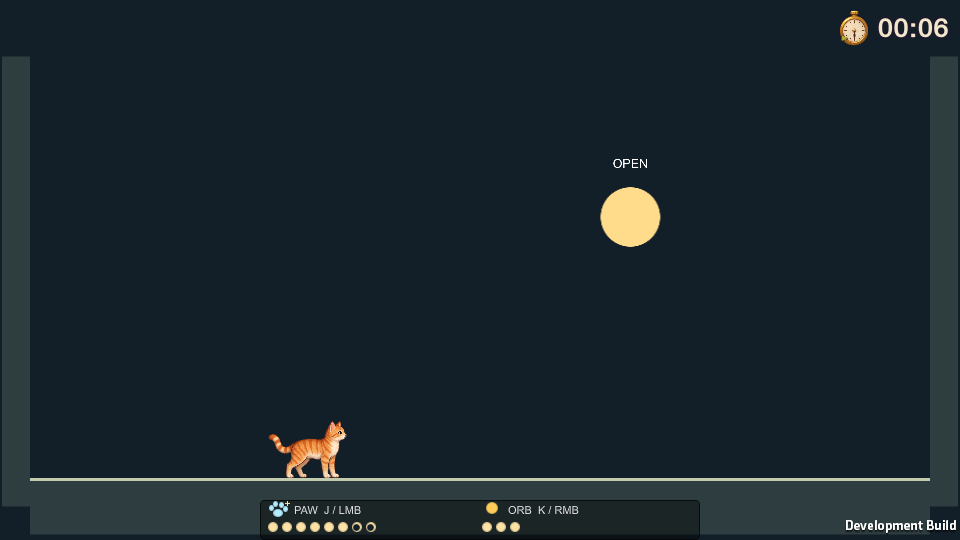 00:06
OPEN
PAW J / LMB
ORB K / RMB
Development Build